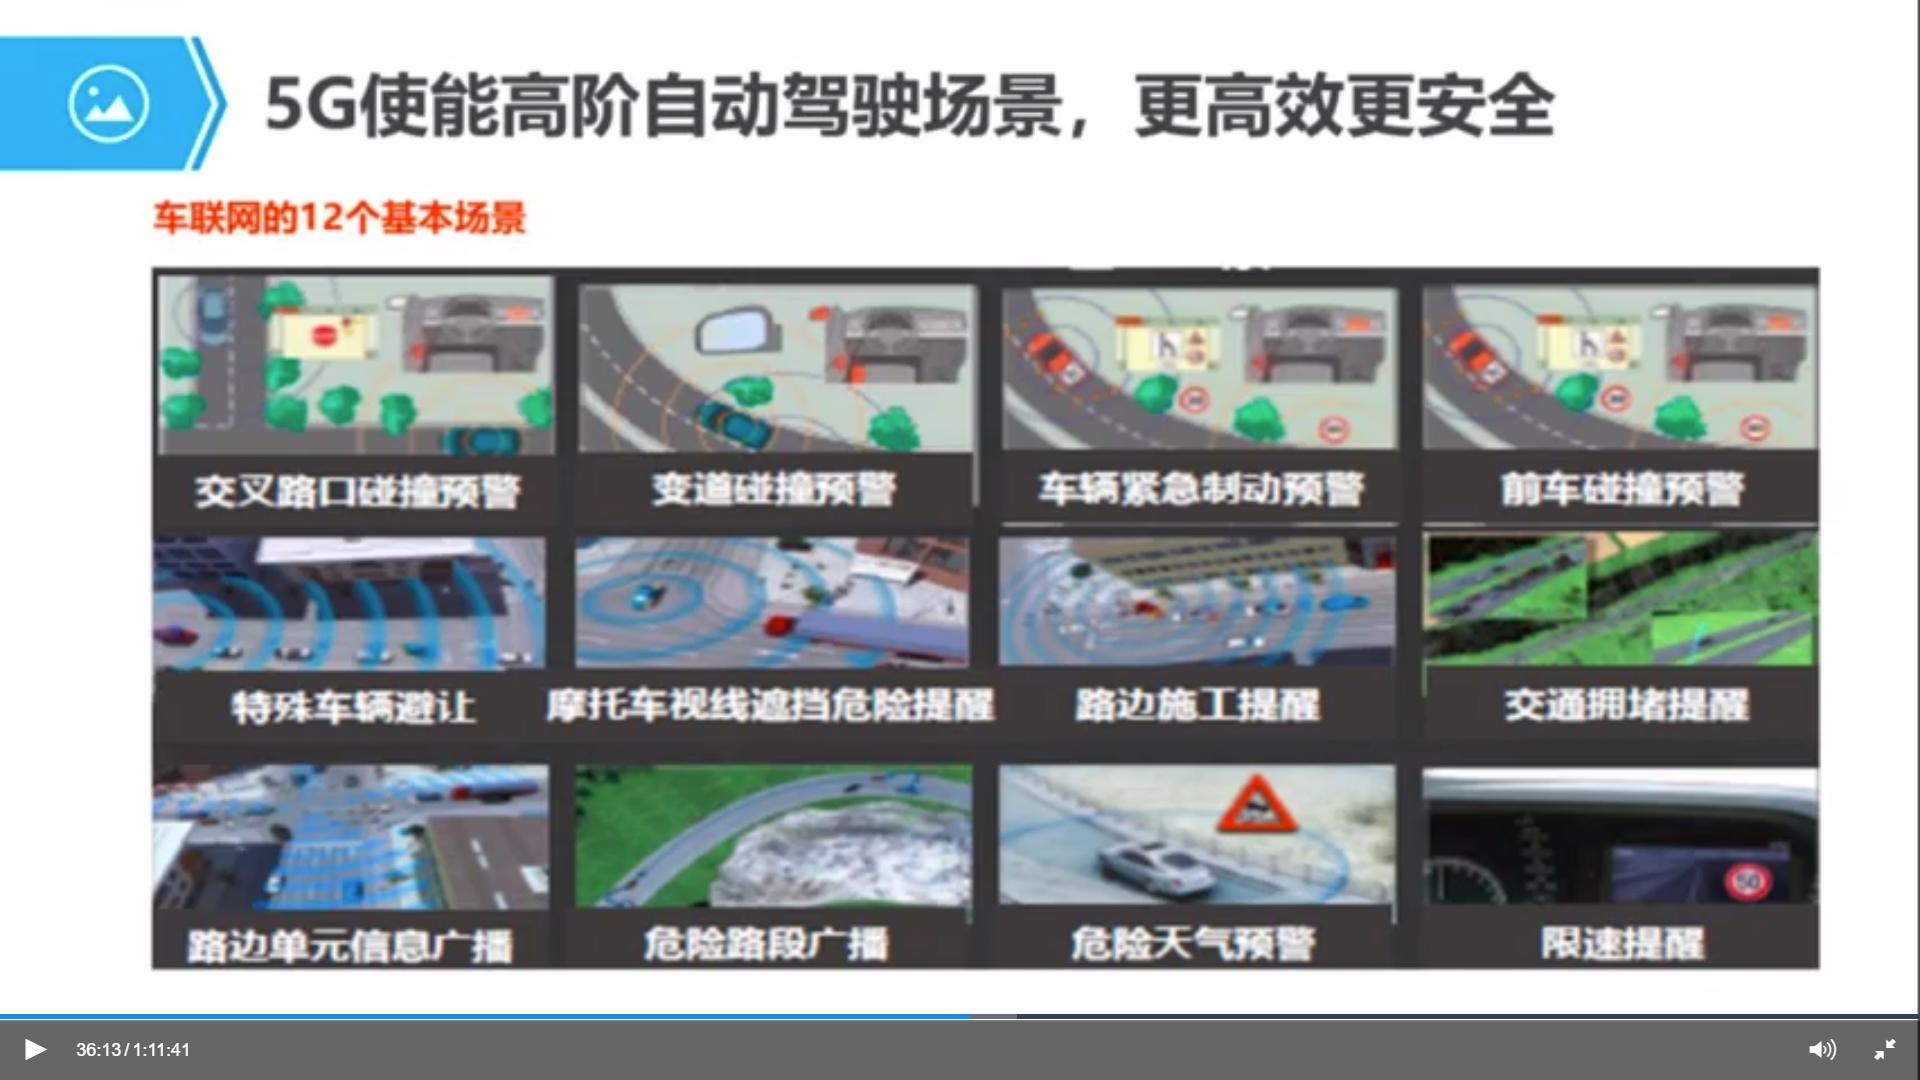 5G使能高阶自动驾驶场景，更高效更安全
车联网的12个基本场景
交叉路口碰撞预警
变道碰撞预警
车辆紧急制动预警
前车碰撞预警
特殊车辆避让
摩托车视线遮挡危险提醒
路边施工提醒
交通拥堵提醒
路边单元信息广播
危险路段广播
危险天气预警
50
限速提醒
36:13 / 1:11:41